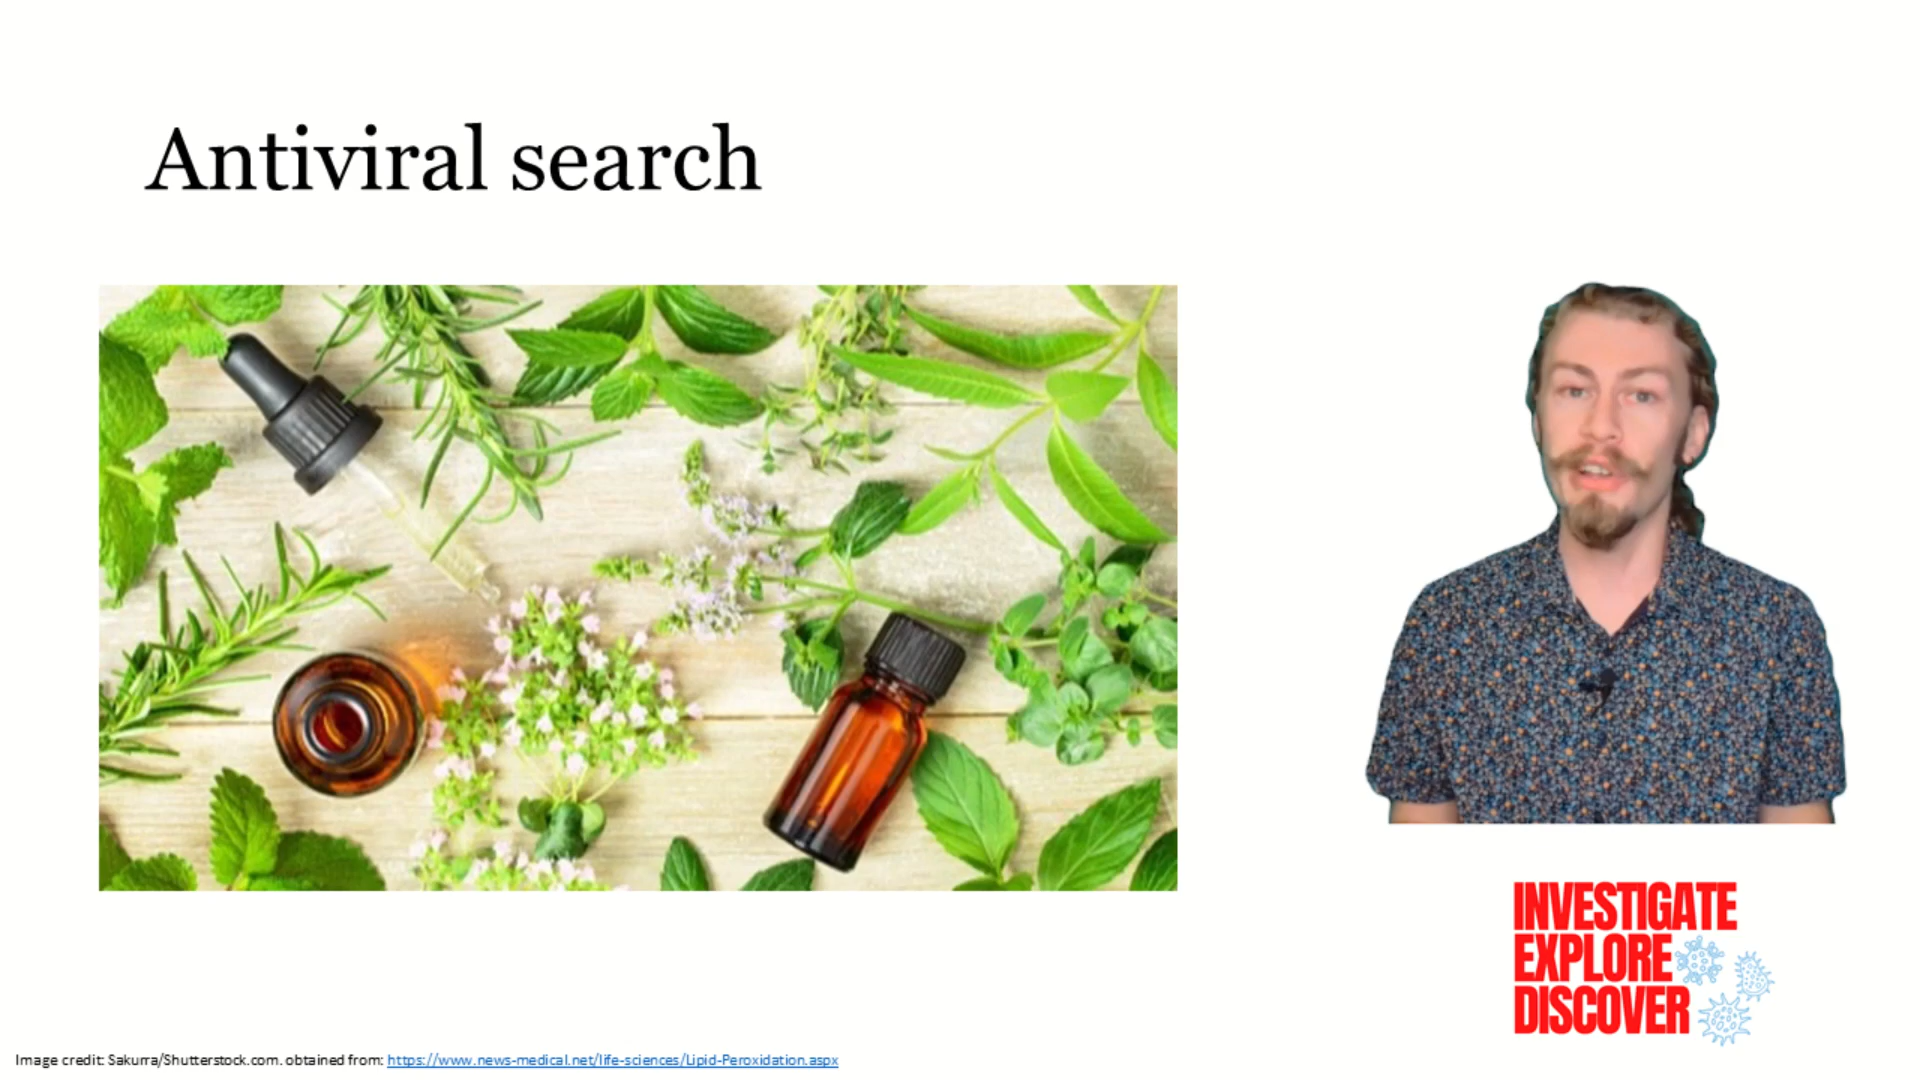 Antiviral search
INVESTIGATE
EXPLORE
DISCOVER
Image credit: Sakurra/Shutterstock.com. obtained from: https://www.news-medical.net/life-sciences/Lipid-Peroxidation.aspx